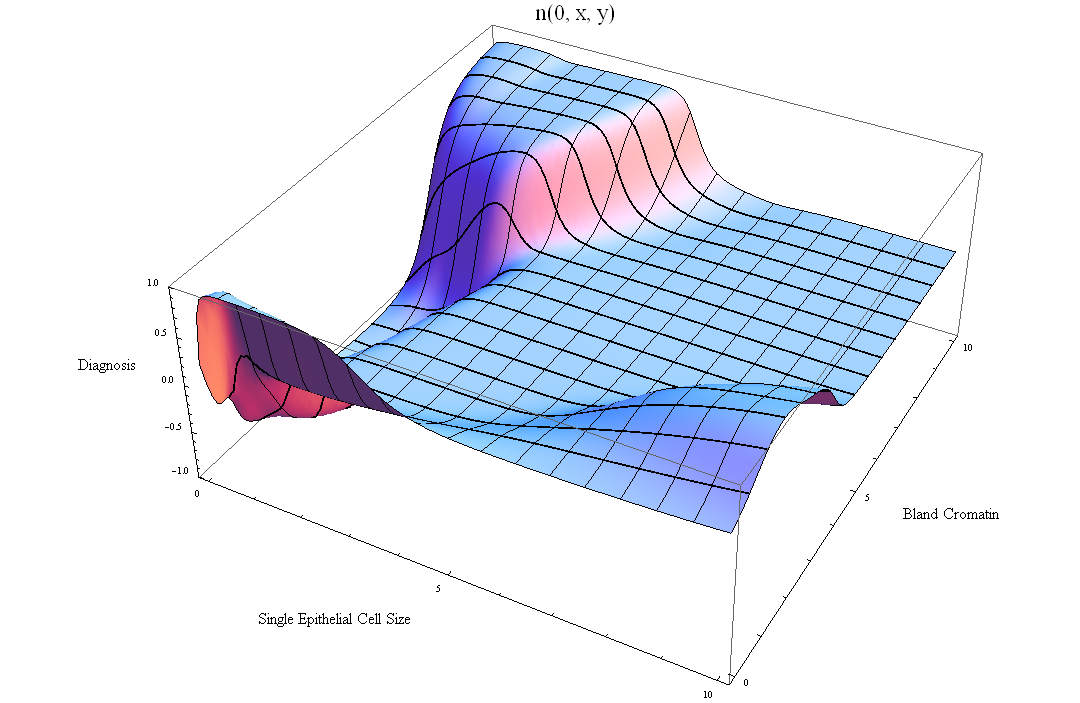 n(0, x, y)
1.0
0.5
Diagnosis
0.0
−0.5
−1.0
0
5
10
Single Epithelial Cell Size
0
5
10
Bland Cromatin